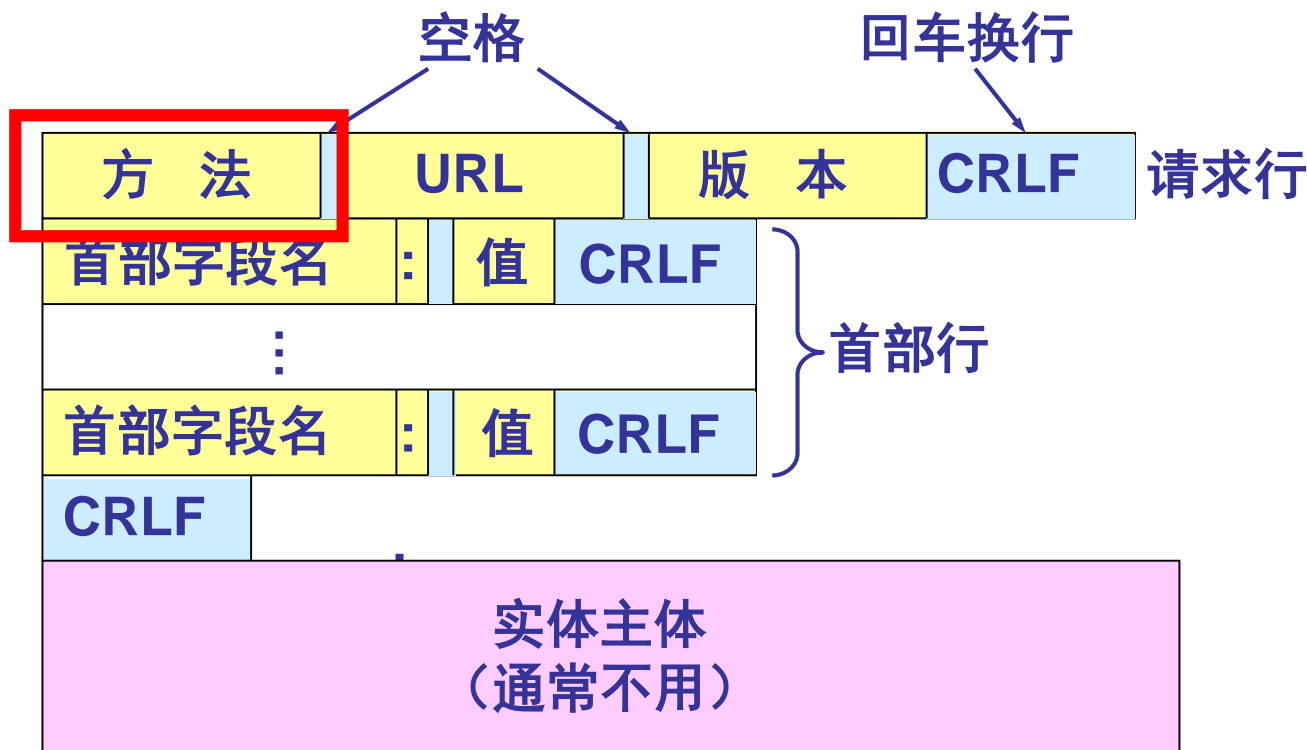 空格 回车换行
方 法 URL 版 本 CRLF 请求行
首部字段名 : 值 CRLF
⋮ 首部行
首部字段名 : 值 CRLF
CRLF
实体主体
（通常不用）